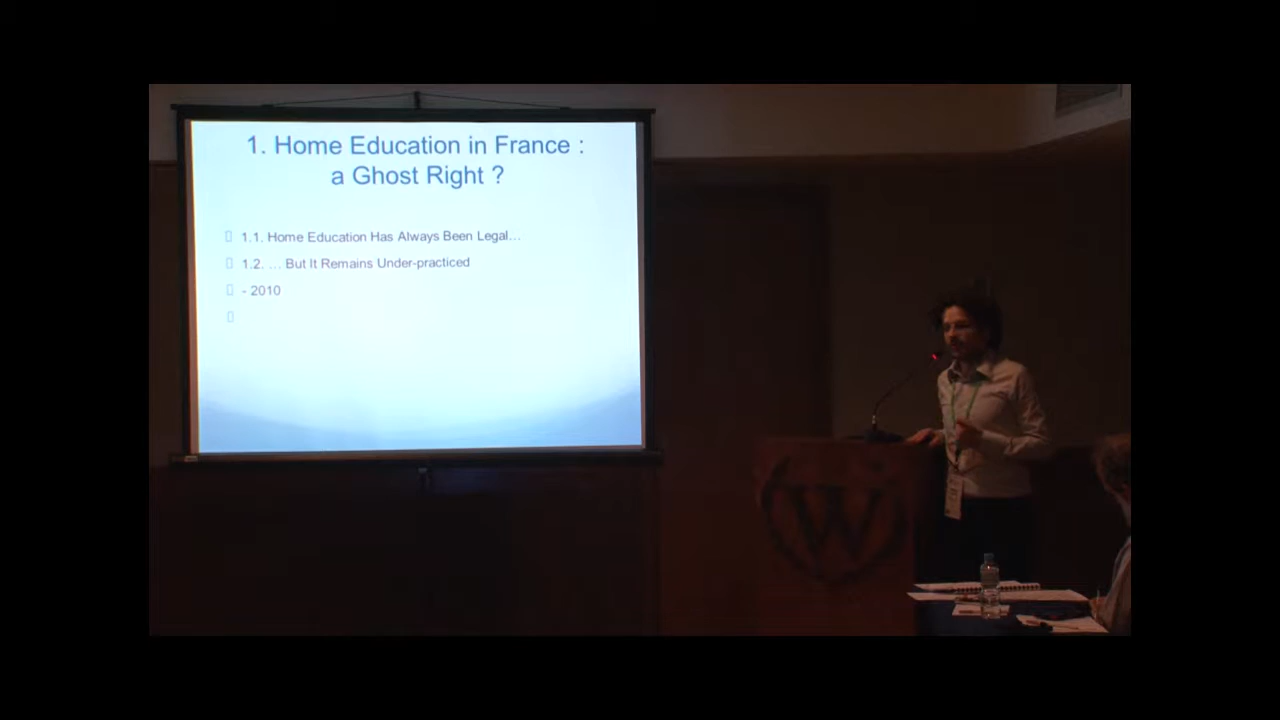 1. Home Education in France :
a Ghost Right ?
1.1. Home Education Has Always Been Legal…
1.2. … But It Remains Under-practiced
- 2010
W